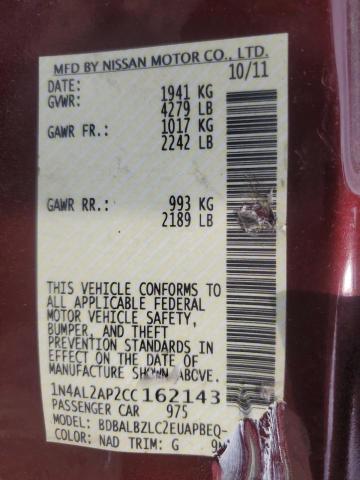 MFD BY NISSAN MOTOR CO., LTD.
DATE: 10/11
GVWR: 1941 KG
4279 LB
GAWR FR.: 1017 KG
2242 LB
GAWR RR.: 993 KG
2189 LB
THIS VEHICLE CONFORMS TO
ALL APPLICABLE FEDERAL
MOTOR VEHICLE SAFETY,
BUMPER, AND THEFT
PREVENTION STANDARDS IN
EFFECT ON THE DATE OF
MANUFACTURE SHOWN ABOVE.
1N4AL2AP2CC162143
PASSENGER CAR 975
MODEL: BDBALBZLC2EUAPBEQ-
COLOR: NAD TRIM: G